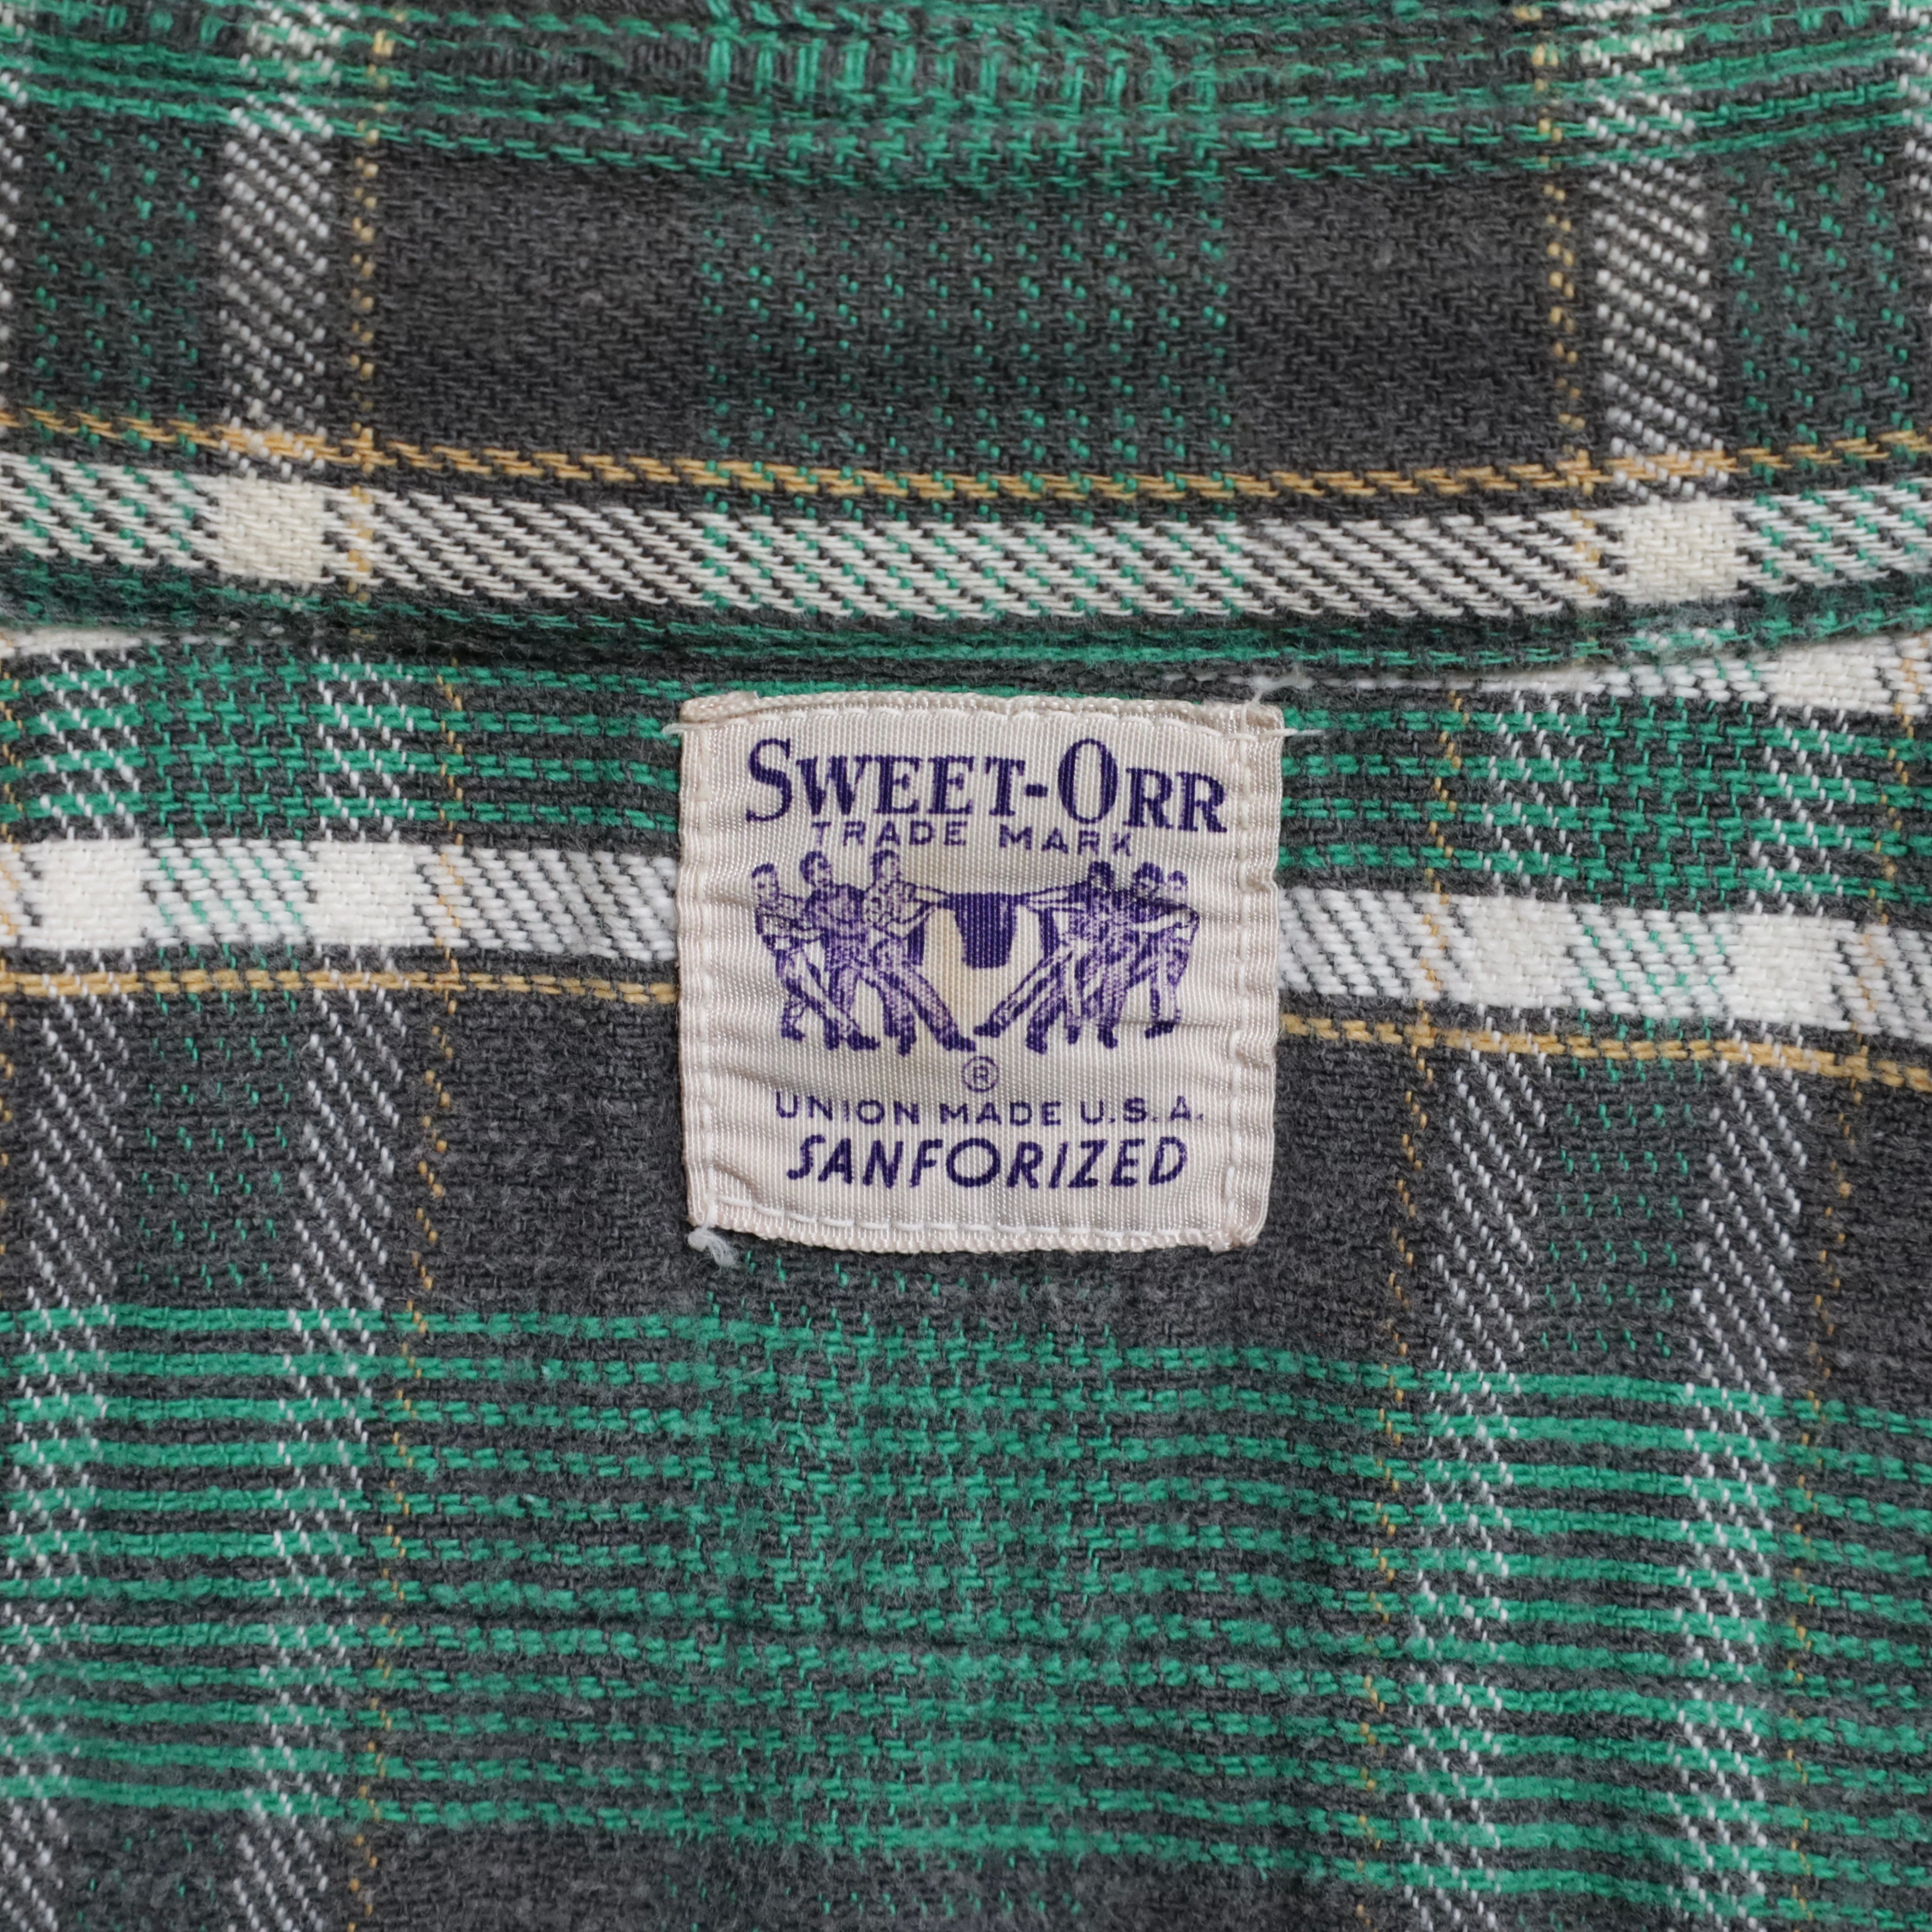 SWEET-ORR
TRADE MARK
®
UNION MADE U.S.A.
SANFORIZED